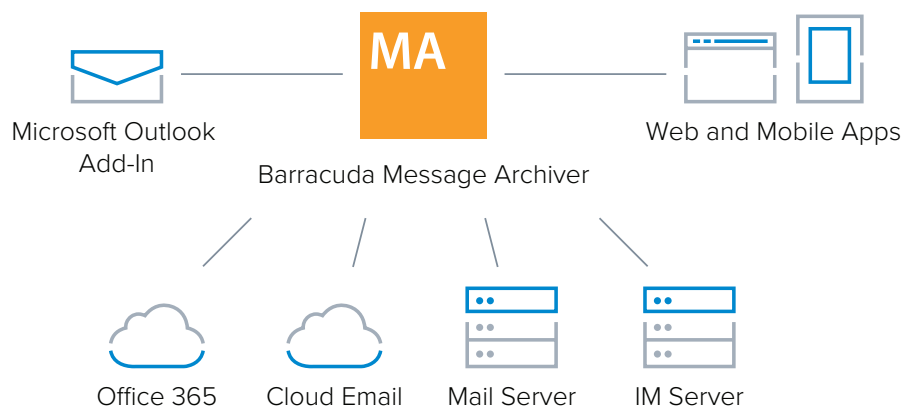 MA
Microsoft Outlook
Add-In
Web and Mobile Apps
Barracuda Message Archiver
Office 365
Cloud Email
Mail Server
IM Server